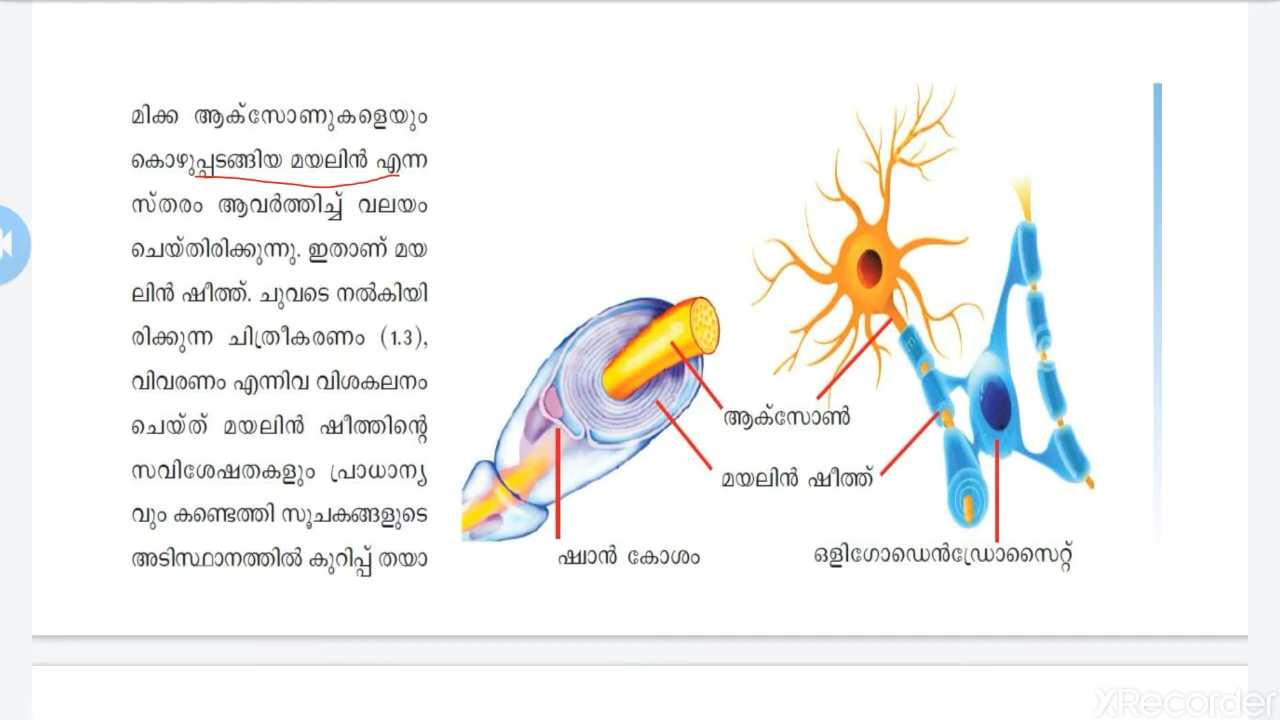 മിക്ക ആക്സോണുകളെയും
കൊഴുപ്പടങ്ങിയ മയലിൻ എന്ന
സ്തരം ആവർത്തിച്ച് വലയം
ചെയ്തിരിക്കുന്നു. ഇതാണ് മയ
ലിൻ ഷീത്ത്. ചുവടെ നൽകിയി
രിക്കുന്ന ചിത്രീകരണം (1.3),
വിവരണം എന്നിവ വിശകലനം
ചെയ്ത് മയലിൻ ഷീത്തിന്റെ
സവിശേഷതകളും പ്രാധാന്യ
വും കണ്ടെത്തി സൂചകങ്ങളുടെ
അടിസ്ഥാനത്തിൽ കുറിപ്പ് തയാ
ആക്സോൺ
മയലിൻ ഷീത്ത്
ഷ്വാൻ കോശം
ഒളിഗോഡെൻഡ്രോസൈറ്റ്
XRecorder